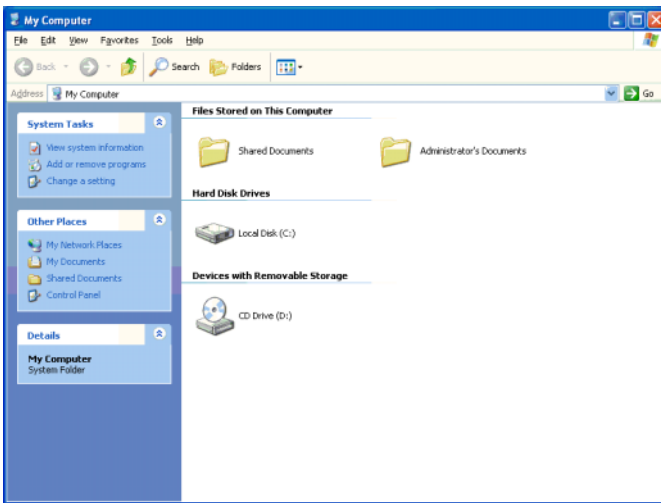 My Computer
File Edit View Favorites Tools Help
Back Search Folders
Address My Computer Go
System Tasks
View system information
Add or remove programs
Change a setting
Other Places
My Network Places
My Documents
Shared Documents
Control Panel
Details
My Computer
System Folder
Files Stored on This Computer
Shared Documents Administrator's Documents
Hard Disk Drives
Local Disk (C:)
Devices with Removable Storage
CD Drive (D:)